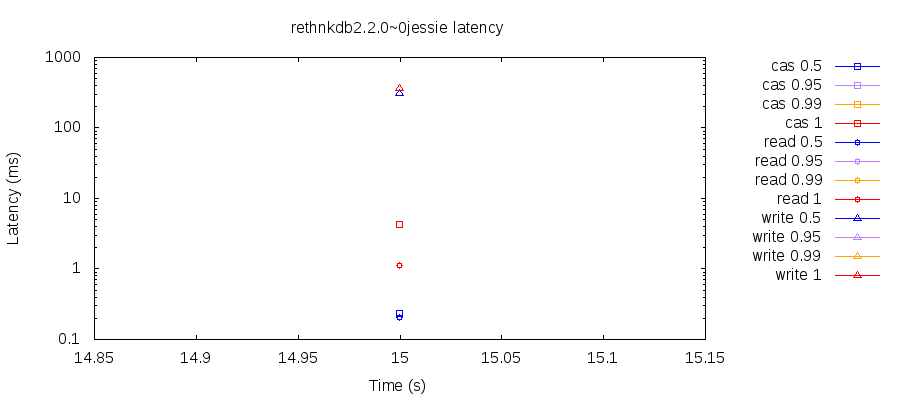 rethnkdb2.2.0~0jessie latency
1000
100
10
1
0.1
Latency (ms)
14.85 14.9 14.95 15 15.05 15.1 15.15
Time (s)
cas 0.5
cas 0.95
cas 0.99
cas 1
read 0.5
read 0.95
read 0.99
read 1
write 0.5
write 0.95
write 0.99
write 1